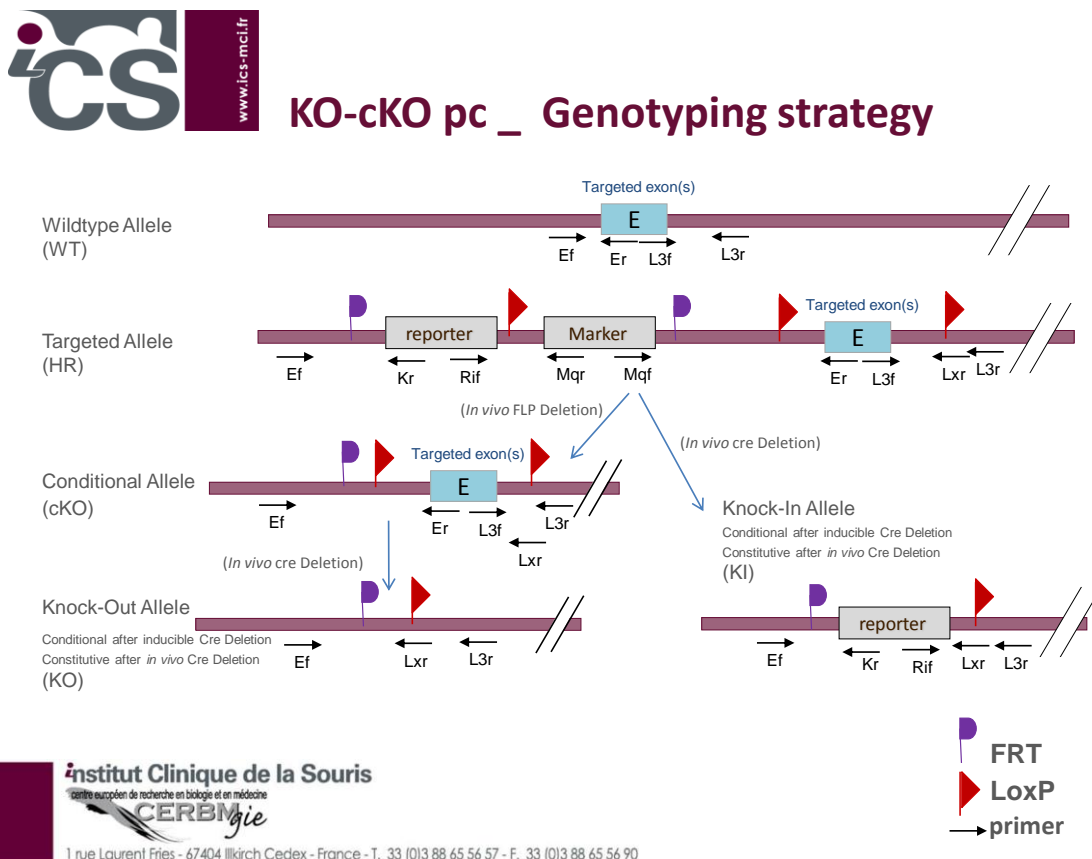 iCS
www.ics-mci.fr
KO-cKO pc _ Genotyping strategy
Targeted exon(s)
Wildtype Allele
(WT)
E
Ef Er L3f L3r
Targeted exon(s)
Targeted Allele
(HR)
reporter Marker E
Ef Kr Rif Mqr Mqf Er L3f Lxr L3r
(In vivo FLP Deletion)
(In vivo cre Deletion)
Targeted exon(s)
Conditional Allele
(cKO)
E
Ef Er L3f L3r
Lxr
(In vivo cre Deletion)
Knock-In Allele
Conditional after inducible Cre Deletion
Constitutive after in vivo Cre Deletion
(KI)
Knock-Out Allele
Conditional after inducible Cre Deletion
Constitutive after in vivo Cre Deletion
(KO)
Ef Lxr L3r
reporter
Ef Kr Rif Lxr L3r
FRT
LoxP
primer
institut Clinique de la Souris
centre européen de recherche en biologie et en médecine
CERBMgie
1 rue Laurent Fries - 67404 Illkirch Cedex - France - T. 33 (0)3 88 65 56 57 - F. 33 (0)3 88 65 56 90